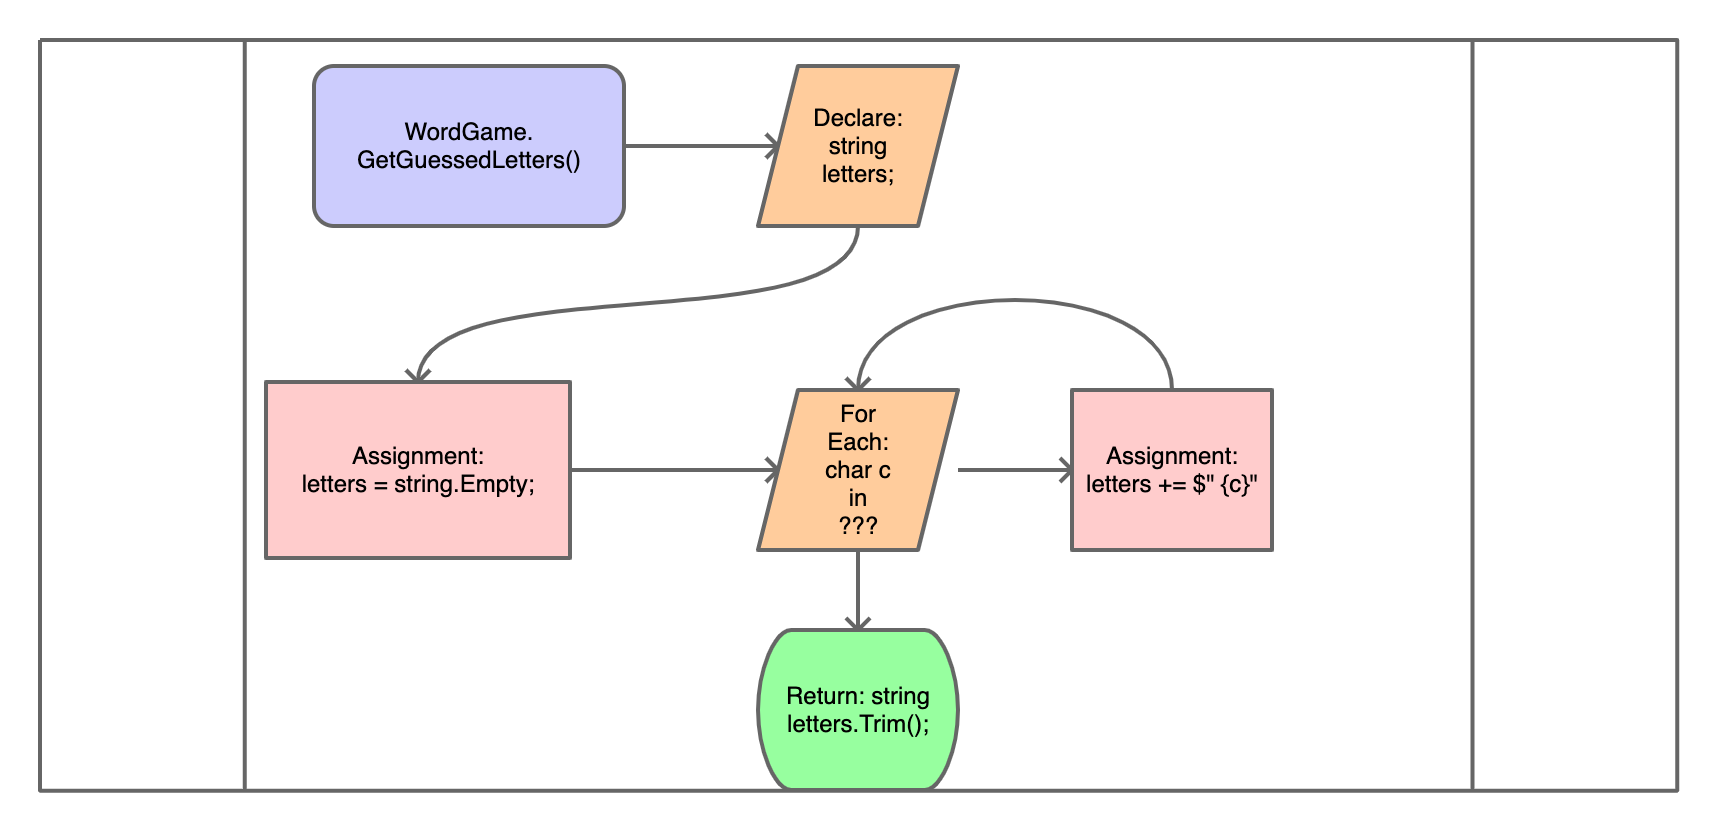 WordGame.
GetGuessedLetters()
Declare:
string
letters;
Assignment:
letters = string.Empty;
For
Each:
char c
in
???
Assignment:
letters += $" {c}"
Return: string
letters.Trim();